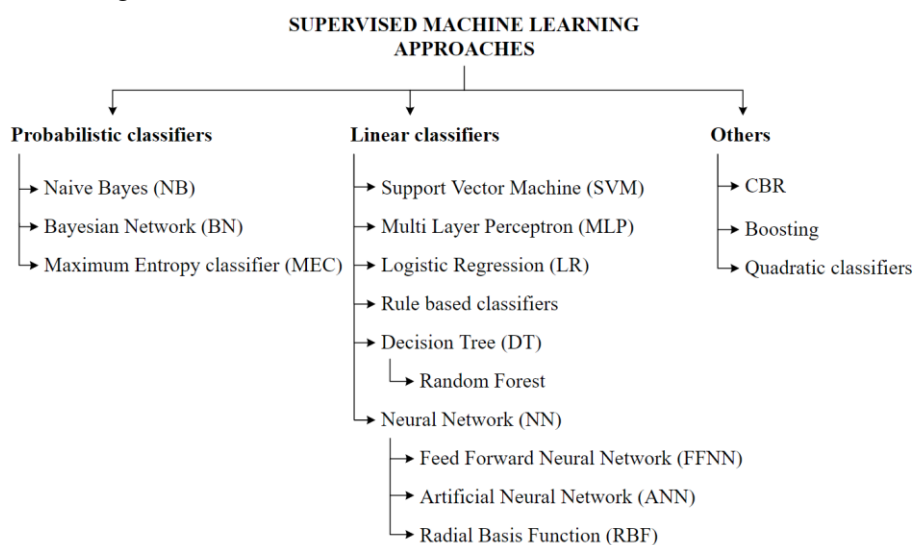 SUPERVISED MACHINE LEARNING
APPROACHES
Probabilistic classifiers
Naive Bayes (NB)
Bayesian Network (BN)
Maximum Entropy classifier (MEC)
Linear classifiers
Support Vector Machine (SVM)
Multi Layer Perceptron (MLP)
Logistic Regression (LR)
Rule based classifiers
Decision Tree (DT)
Random Forest
Neural Network (NN)
Feed Forward Neural Network (FFNN)
Artificial Neural Network (ANN)
Radial Basis Function (RBF)
Others
CBR
Boosting
Quadratic classifiers